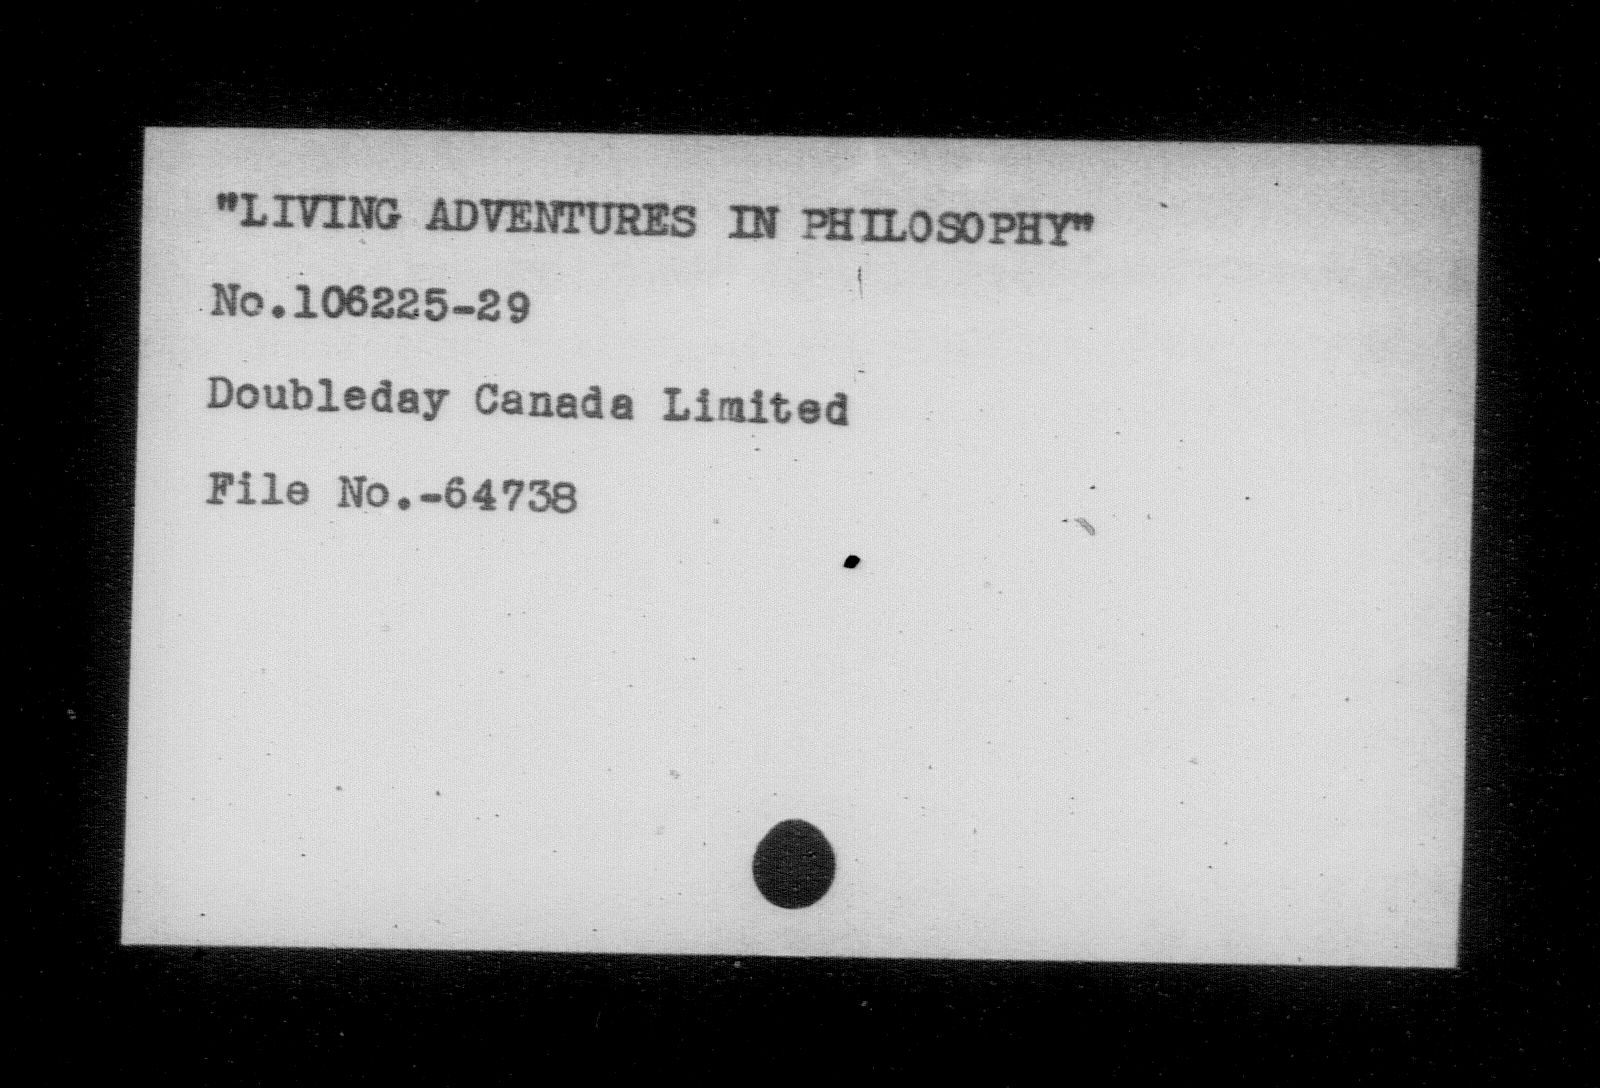 "LIVING ADVENTURES IN PHILOSOPHY"
No.106225-29
Doubleday Canada Limited
File No.-64738